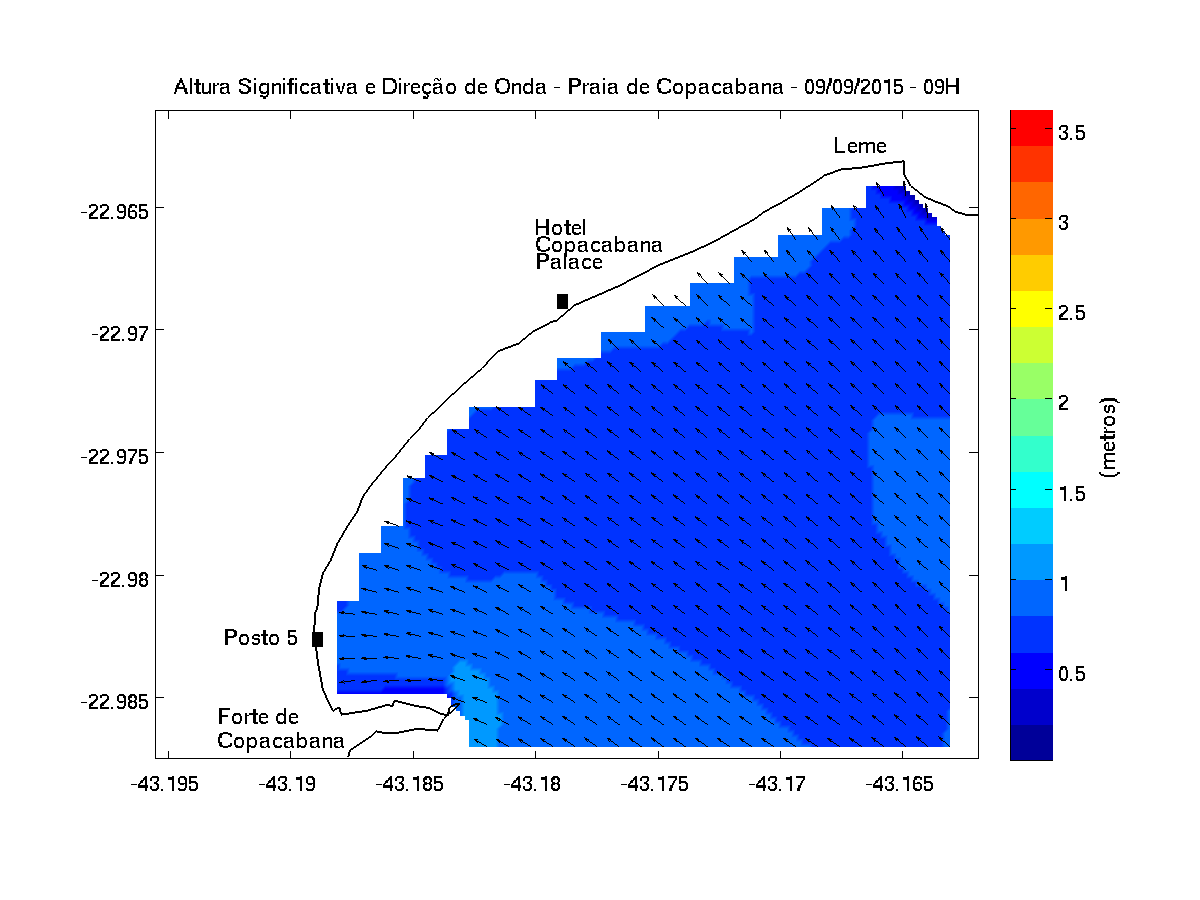 Altura Significativa e Direção de Onda - Praia de Copacabana - 09/09/2015 - 09H
Leme
Hotel
Copacabana
Palace
Posto 5
Forte de
Copacabana
-22.965
-22.97
-22.975
-22.98
-22.985
-43.195
-43.19
-43.185
-43.18
-43.175
-43.17
-43.165
3.5
3
2.5
2
1.5
1
0.5
(metros)